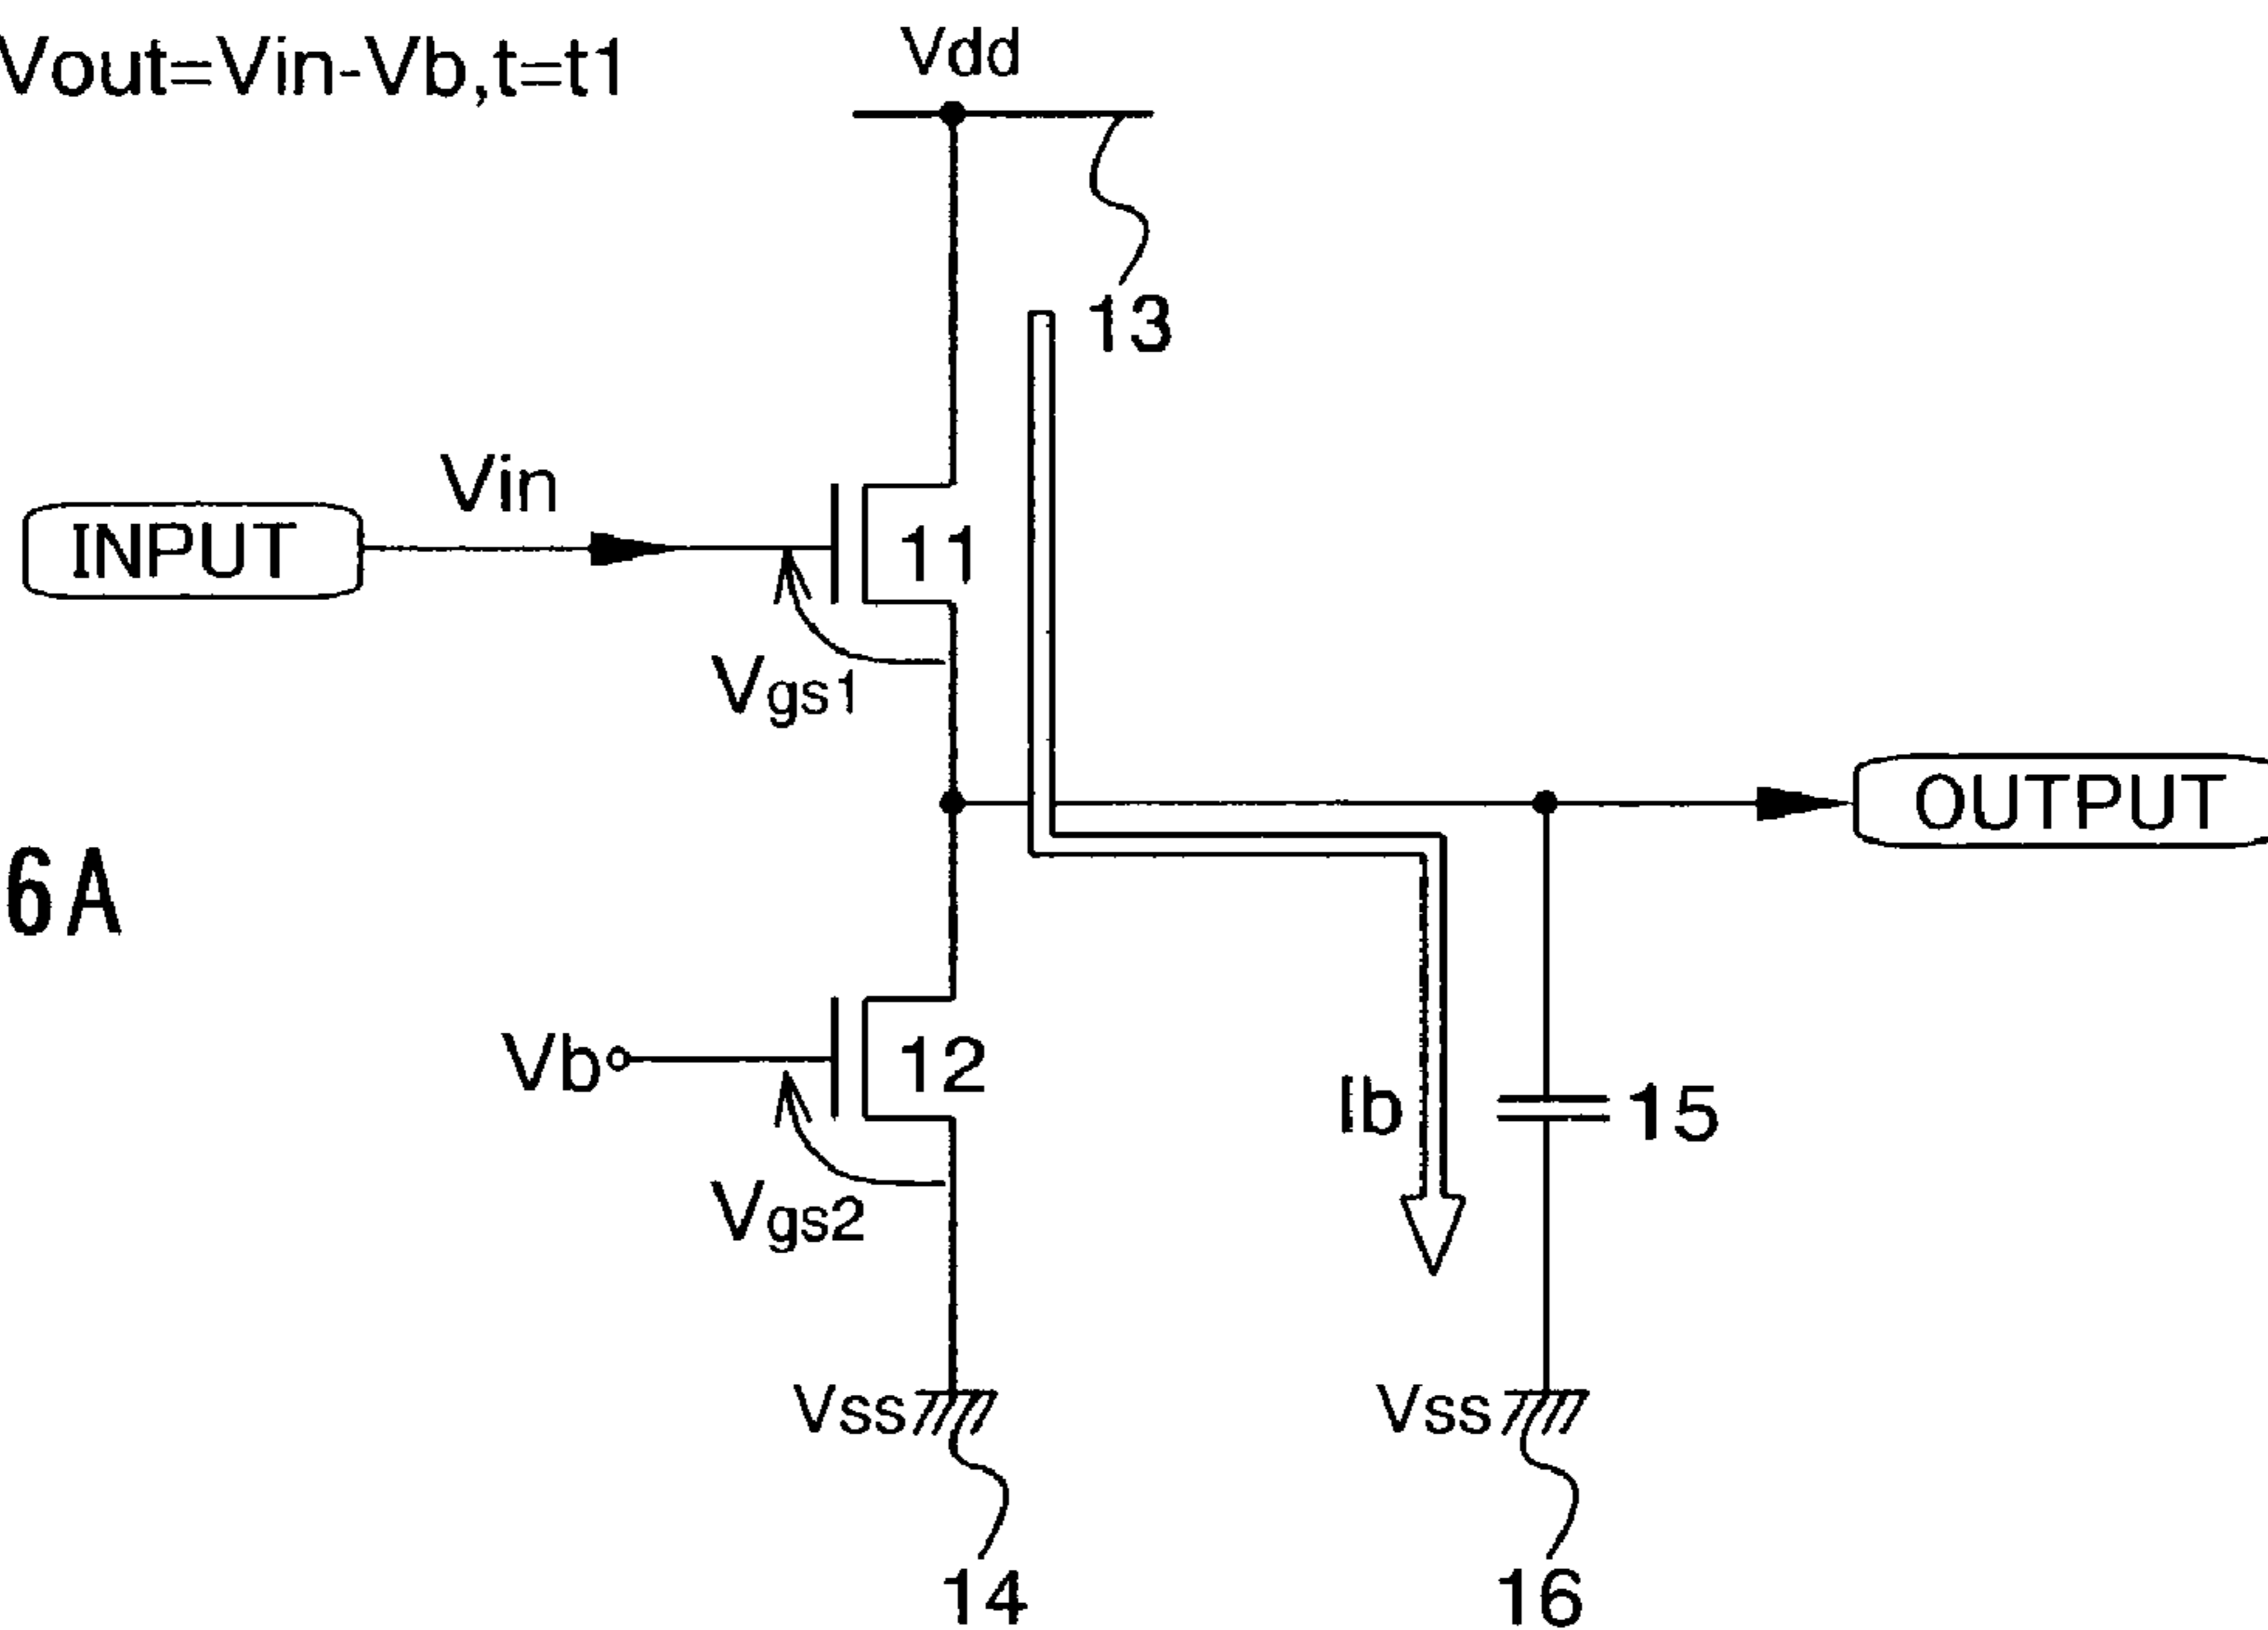 Vout=Vin-Vb,t=t1
Vdd
13
Vin
INPUT
11
Vgs1
OUTPUT
6A
Vb
12
Ib
15
Vgs2
Vss
Vss
14
16